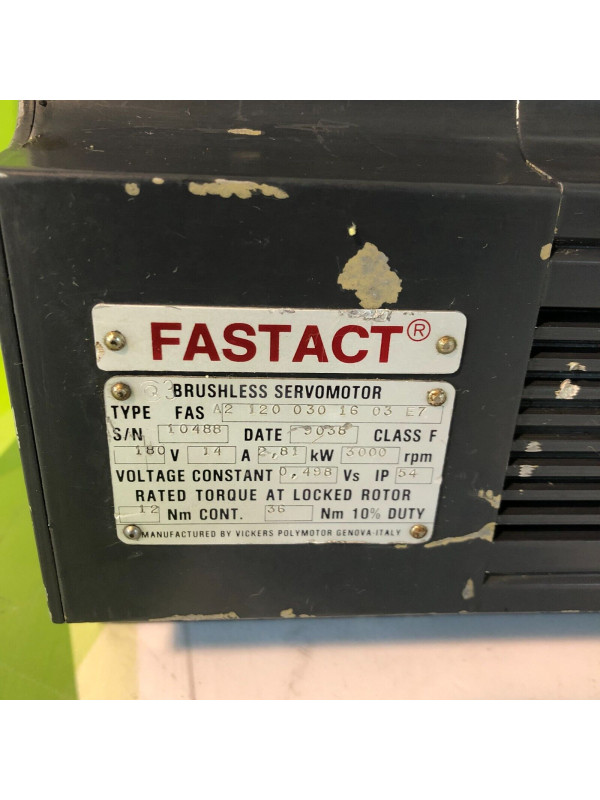 FASTACT®
BRUSHLESS SERVOMOTOR
TYPE FAS A2 T20 030 16 03 E7
S/N 10488 DATE 9038 CLASS F
180 V 14 A 2,81 kW 3000 rpm
VOLTAGE CONSTANT 0,498 Vs IP 54
RATED TORQUE AT LOCKED ROTOR
12 Nm CONT. 36 Nm 10% DUTY
MANUFACTURED BY VICKERS POLYMOTOR GENOVA-ITALY